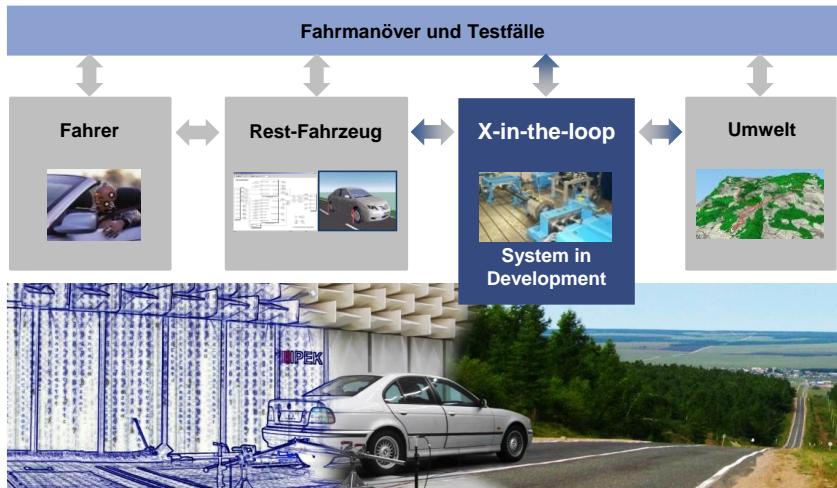 Fahrmanöver und Testfälle
Fahrer
Rest-Fahrzeug
X-in-the-loop
Umwelt
System in
Development
IPEK